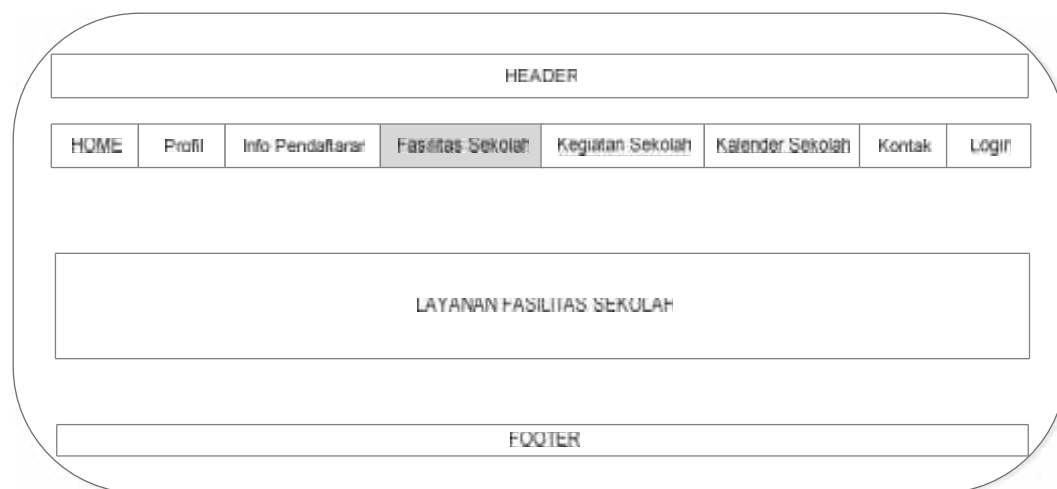 HEADER
HOME Profil Info Pendaftaran Fasilitas Sekolah Kegiatan Sekolah Kalender Sekolah Kontak Login
LAYANAN FASILITAS SEKOLAH
FOOTER